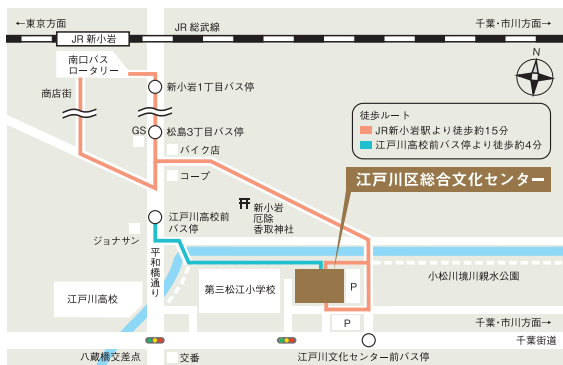 ←東京方面
JR 新小岩
JR 総武線
千葉・市川方面→
南口バス
ロータリー
商店街
新小岩1丁目バス停
N
徒歩ルート
JR新小岩駅より徒歩約15分
江戸川高校前バス停より徒歩約4分
GS
松島3丁目バス停
バイク店
コープ
江戸川区総合文化センター
江戸川高校前
バス停
新小岩
厄除
香取神社
ジョナサン
平和橋通り
小松川境川親水公園
江戸川高校
第三松江小学校
P
P
千葉・市川方面→
千葉街道
八蔵橋交差点
交番
江戸川文化センター前バス停